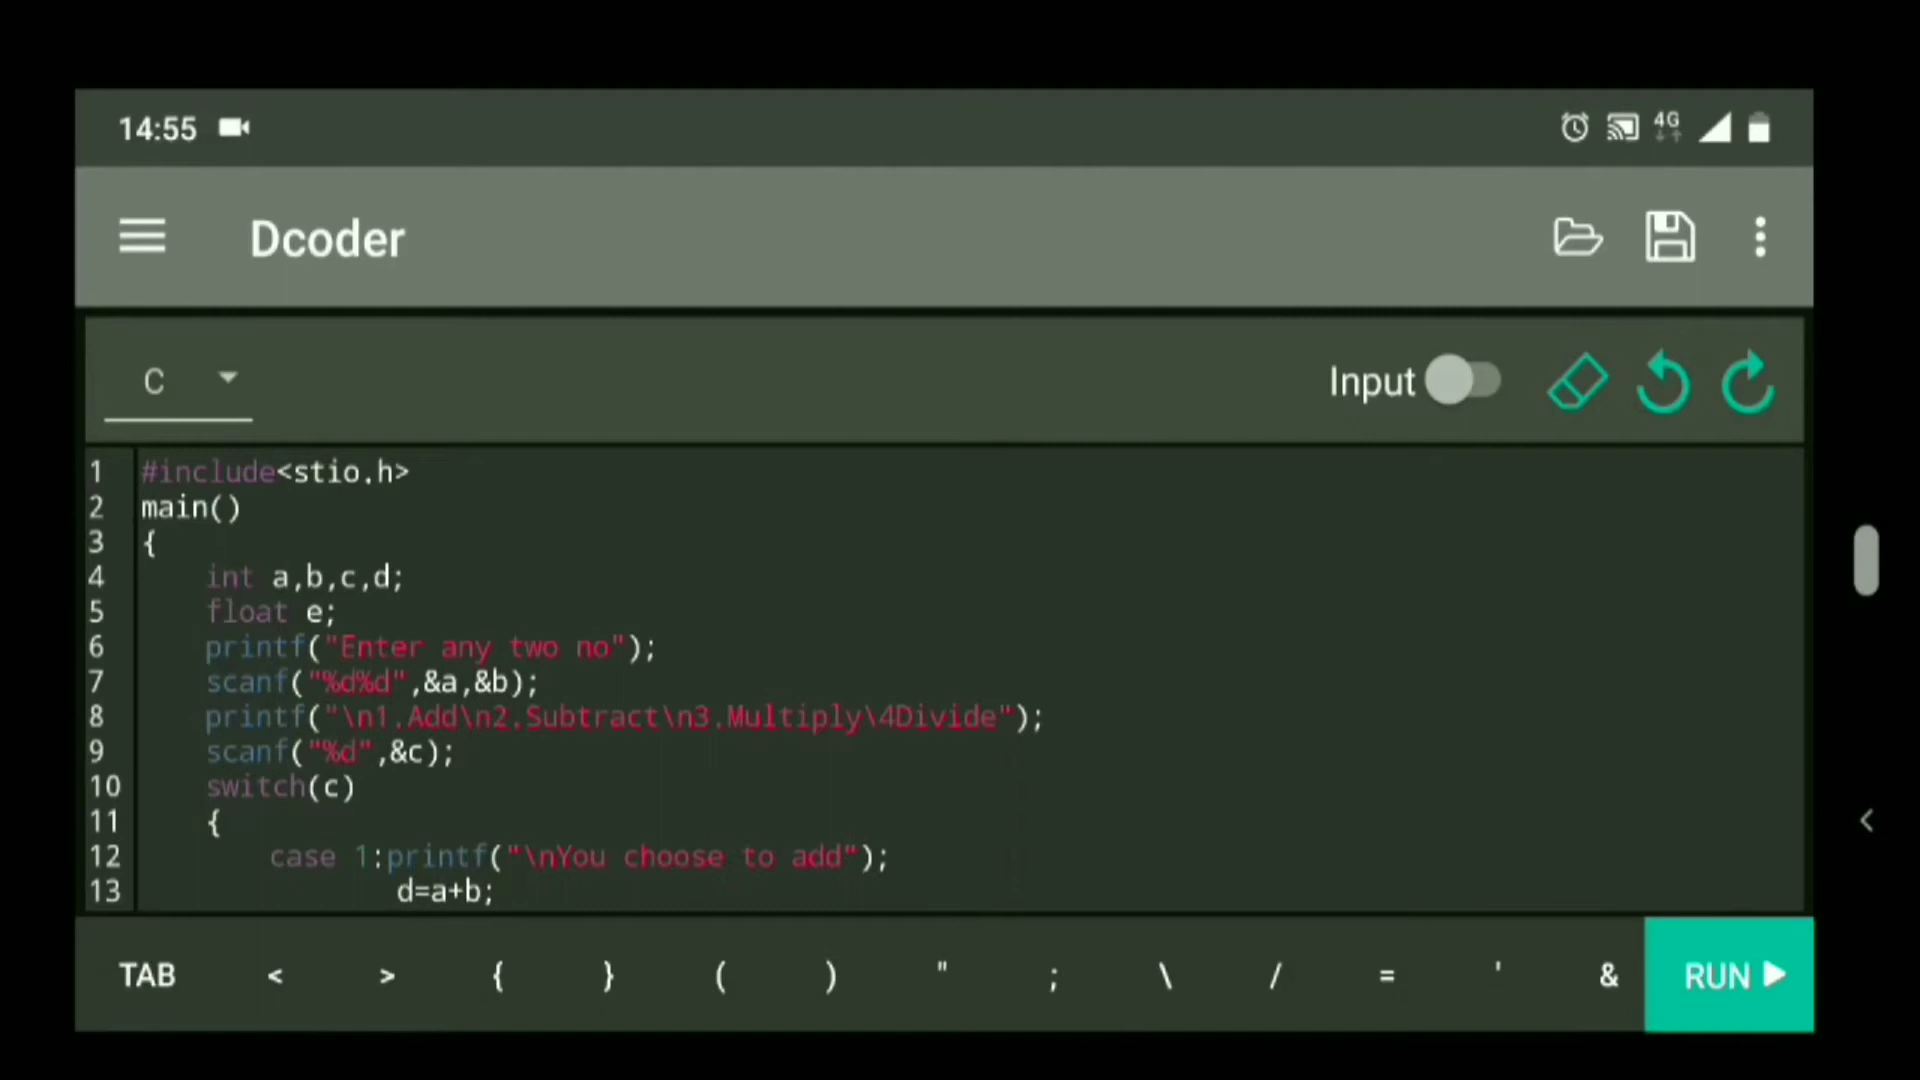 14:55 4G
Dcoder
C Input
1 #include<stio.h>
2 main()
3 {
4 int a,b,c,d;
5 float e;
6 printf("Enter any two no");
7 scanf("%d%d",&a,&b);
8 printf("\n1.Add\n2.Subtract\n3.Multiply\4Divide");
9 scanf("%d",&c);
10 switch(c)
11 {
12 case 1:printf("\nYou choose to add");
13 d=a+b;
TAB < > { } ( ) " ; \ / = ' & RUN